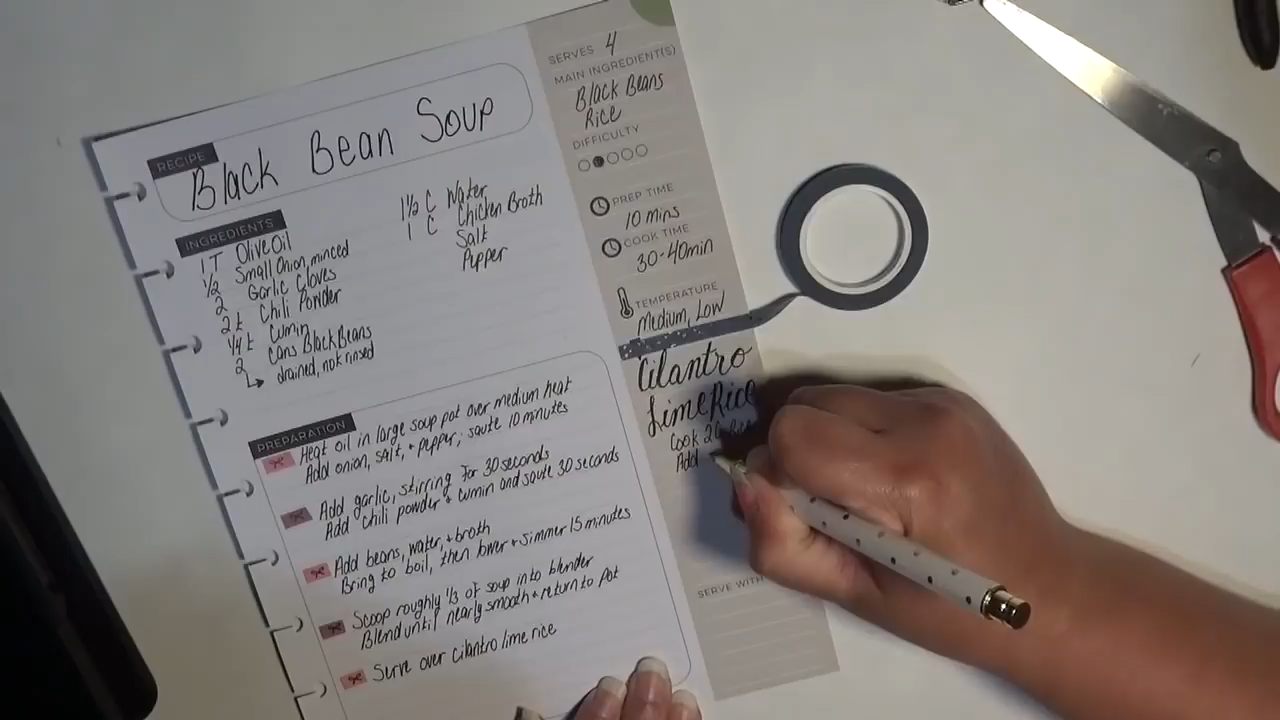 RECIPE
Black Bean Soup
INGREDIENTS
1 T Olive Oil
1/2 Small Onion, minced
2 Garlic Cloves
2 t Chili Powder
1/4 t Cumin
2 Cans Black Beans
drained, not rinsed
1 1/2 C Water
1 C Chicken Broth
Salt
Pepper
PREPARATION
Heat oil in large soup pot over medium heat
Add onion, salt, + pepper, saute 10 minutes
Add garlic, stirring for 30 seconds
Add chili powder + cumin and saute 30 seconds
Add beans, water, + broth
Bring to boil, then lower + simmer 15 minutes
Scoop roughly 1/3 of soup into blender
Blend until nearly smooth + return to pot
Serve over cilantro lime rice
SERVES 4
MAIN INGREDIENT(S)
Black Beans
Rice
DIFFICULTY
PREP TIME
10 mins
COOK TIME
30-40min
TEMPERATURE
Medium, Low
Cilantro
Lime Rice
Cook 2
Add
SERVE WITH